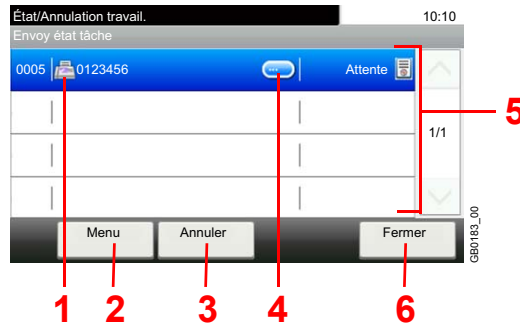 État/Annulation travail. 10:10
Envoy état tâche
0005 0123456 Attente
5
1/1
Menu Annuler Fermer
GB0183_00
1 2 3 4 6